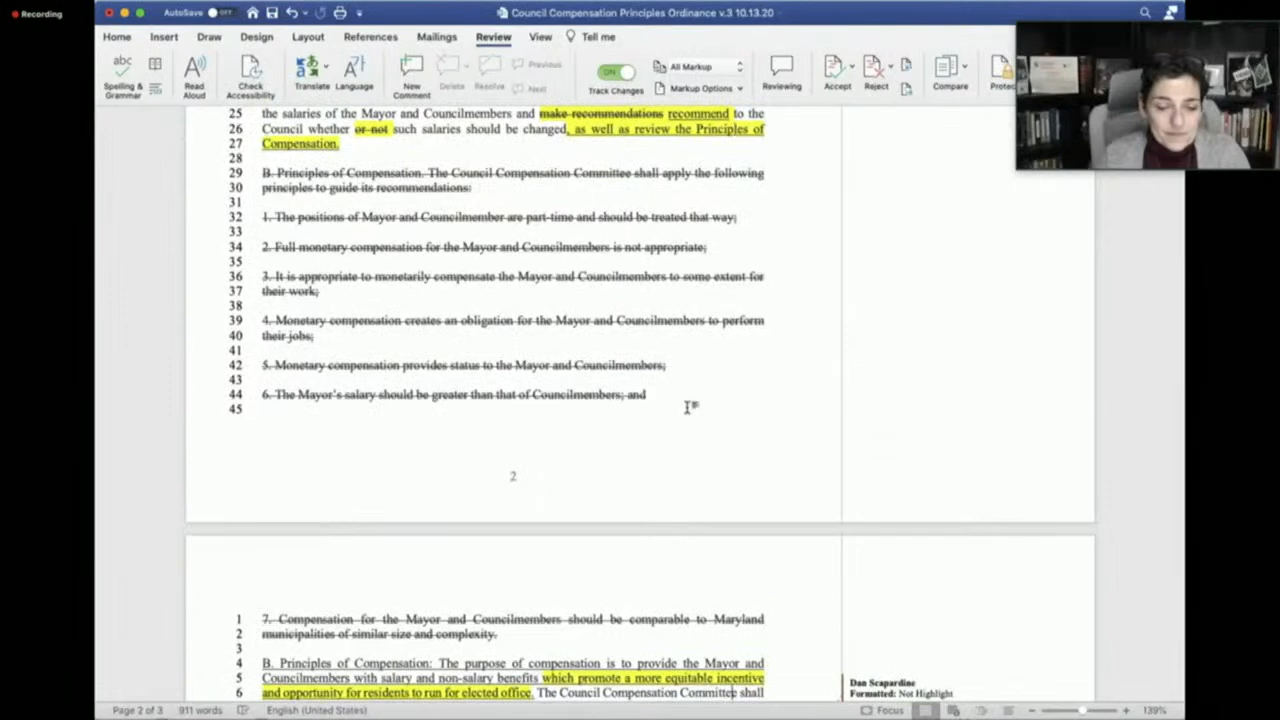 Recording
AutoSave OFF
Council Compensation Principles Ordinance v.3 10.13.20
Home Insert Draw Design Layout References Mailings Review View Tell me
Spelling & Grammar
Read Aloud
Check Accessibility
Translate
Language
New Comment
Delete
Resolve
Previous
Next
ON
Track Changes
All Markup
Markup Options
Reviewing
Accept
Reject
Compare
Protec
25 the salaries of the Mayor and Councilmembers and make recommendations recommend to the
26 Council whether or not such salaries should be changed, as well as review the Principles of
27 Compensation.
28
29 B. Principles of Compensation. The Council Compensation Committee shall apply the following
30 principles to guide its recommendations:
31
32 1. The positions of Mayor and Councilmember are part-time and should be treated that way;
33
34 2. Full monetary compensation for the Mayor and Councilmembers is not appropriate;
35
36 3. It is appropriate to monetarily compensate the Mayor and Councilmembers to some extent for
37 their work;
38
39 4. Monetary compensation creates an obligation for the Mayor and Councilmembers to perform
40 their jobs;
41
42 5. Monetary compensation provides status to the Mayor and Councilmembers;
43
44 6. The Mayor's salary should be greater than that of Councilmembers; and
45
2
1 7. Compensation for the Mayor and Councilmembers should be comparable to Maryland
2 municipalities of similar size and complexity.
3
4 B. Principles of Compensation: The purpose of compensation is to provide the Mayor and
5 Councilmembers with salary and non-salary benefits which promote a more equitable incentive
6 and opportunity for residents to run for elected office. The Council Compensation Committee shall
Dan Scapardine
Formatted: Not Highlight
Page 2 of 3 911 words English (United States) Focus 139%